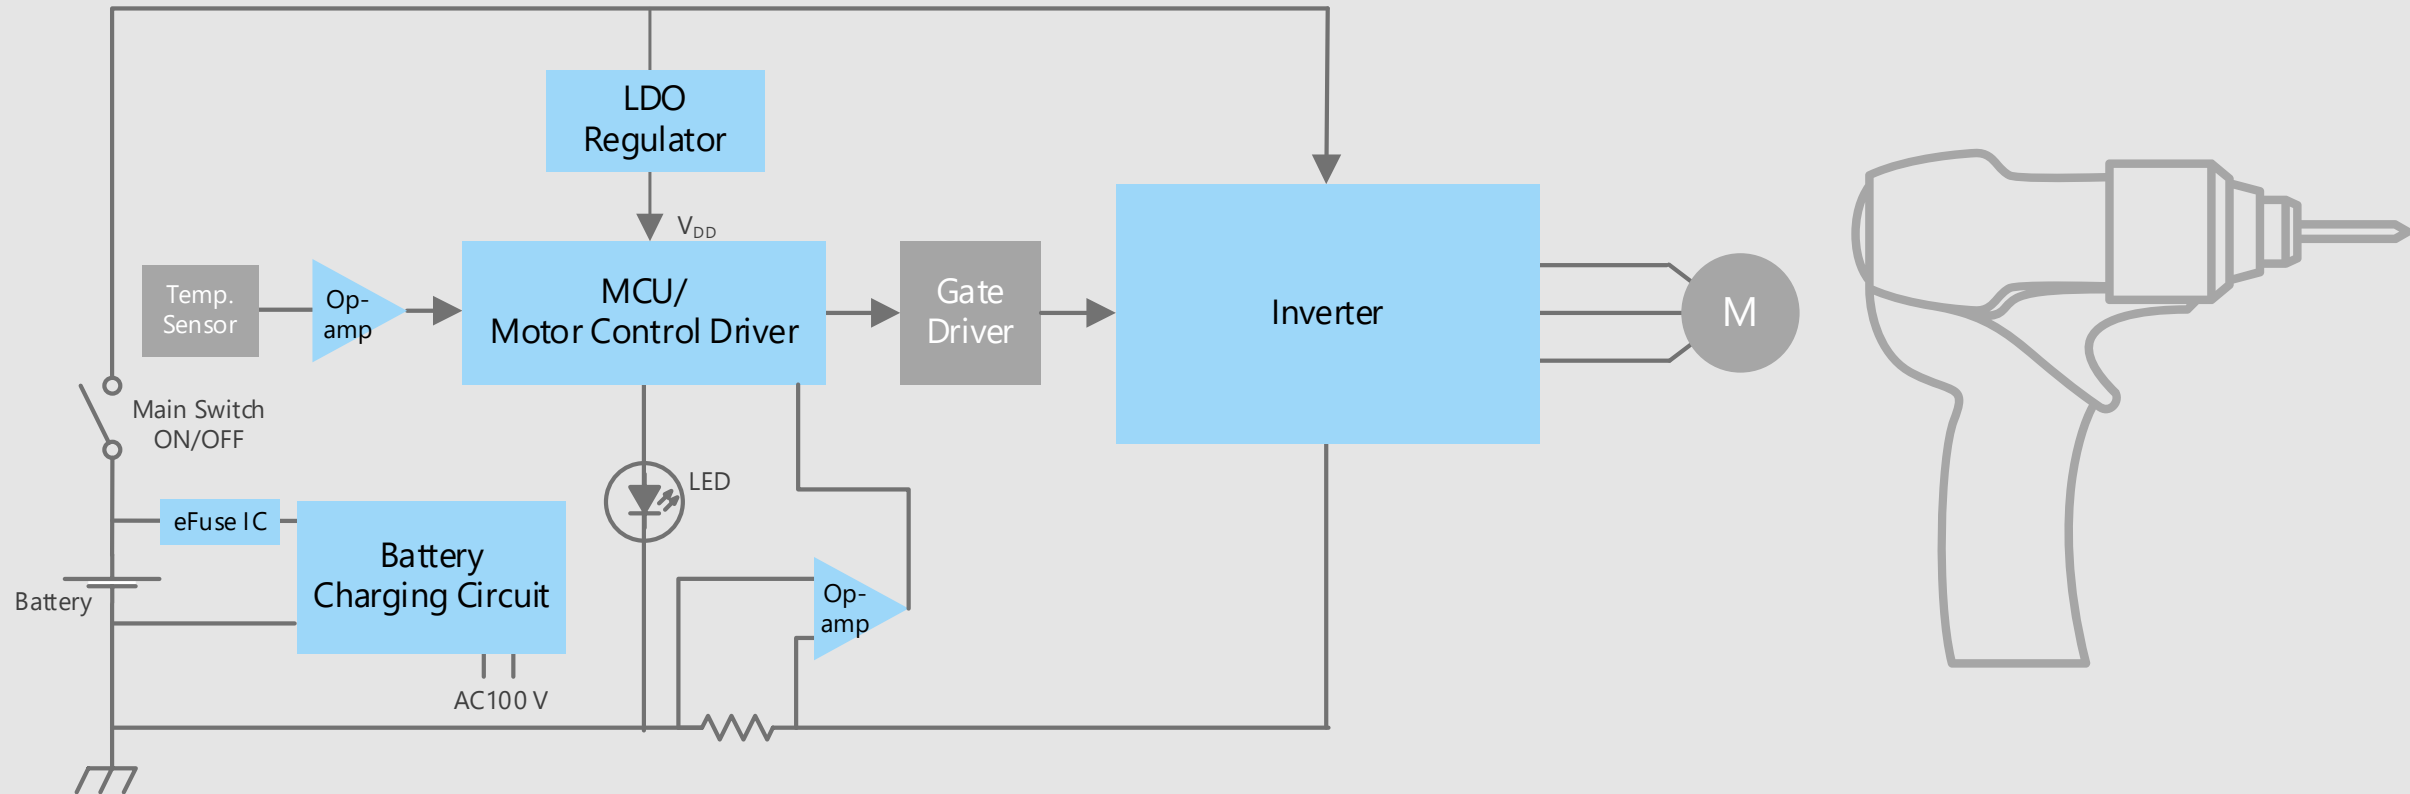 LDO
Regulator
VDD
Temp.
Sensor
Op-
amp
MCU/
Motor Control Driver
Gate
Driver
Inverter
M
Main Switch
ON/OFF
LED
eFuse IC
Battery
Charging Circuit
Battery
Op-
amp
AC100 V